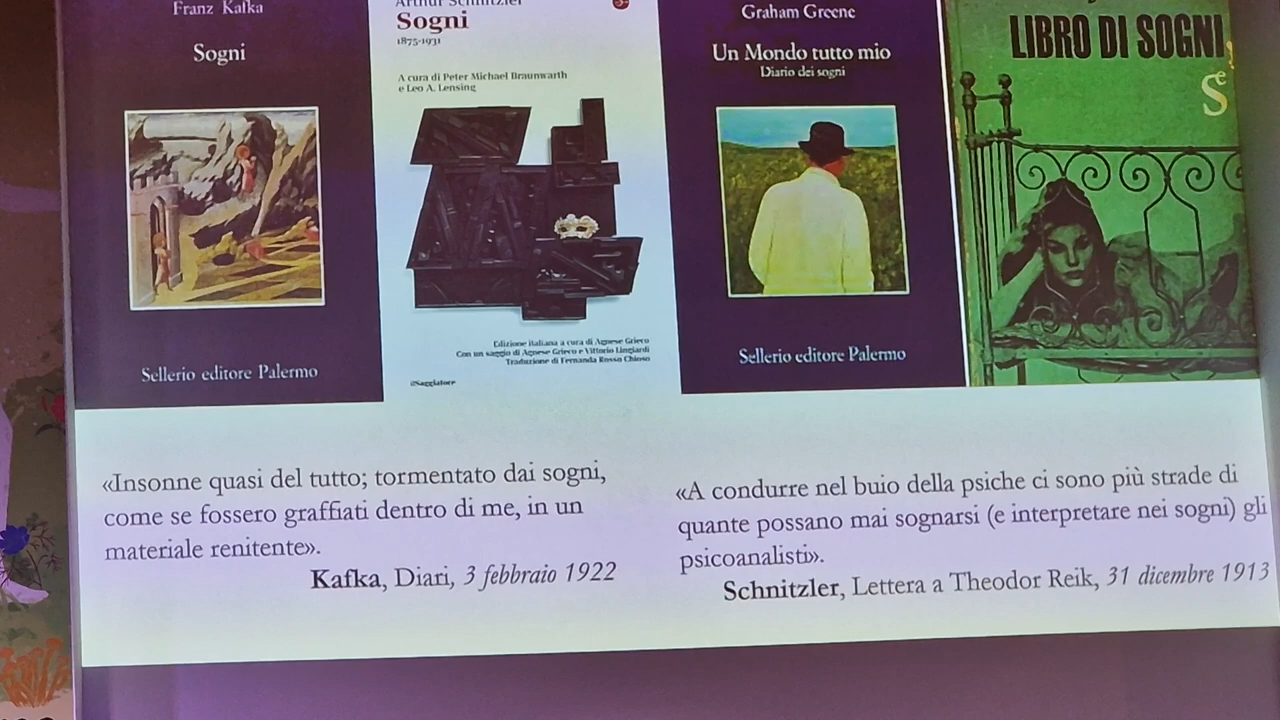 Franz Kafka
Sogni
Sellerio editore Palermo
Arthur Schnitzler
Sogni
1875-1931
A cura di Peter Michael Braunwarth
e Leo A. Lensing
Edizione italiana a cura di Agnese Grieco
Con un saggio di Agnese Grieco e Vittorio Lingiardi
Traduzione di Fernanda Rosso Chioso
ilSaggiatore
Graham Greene
Un Mondo tutto mio
Diario dei sogni
Sellerio editore Palermo
LIBRO DI SOGNI
«Insonne quasi del tutto; tormentato dai sogni,
come se fossero graffiati dentro di me, in un
materiale renitente».
Kafka, Diari, 3 febbraio 1922
«A condurre nel buio della psiche ci sono più strade di
quante possano mai sognarsi (e interpretare nei sogni) gli
psicoanalisti».
Schnitzler, Lettera a Theodor Reik, 31 dicembre 1913